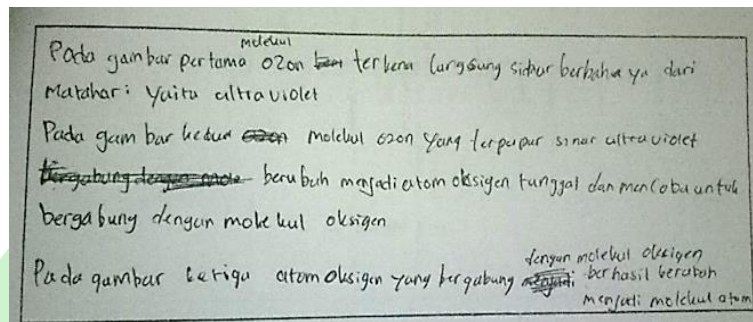 Pada gambar pertama molekul ozon terkena langsung sinar berbahaya dari
Matahari yaitu ultraviolet
Pada gambar kedua molekul ozon yang terpapar sinar ultraviolet
bergabung dengan berubah menjadi atom oksigen tunggal dan mencoba untuk
bergabung dengan molekul oksigen
Pada gambar ketiga atom oksigen yang bergabung dengan molekul oksigen
berhasil berubah
menjadi molekul atom